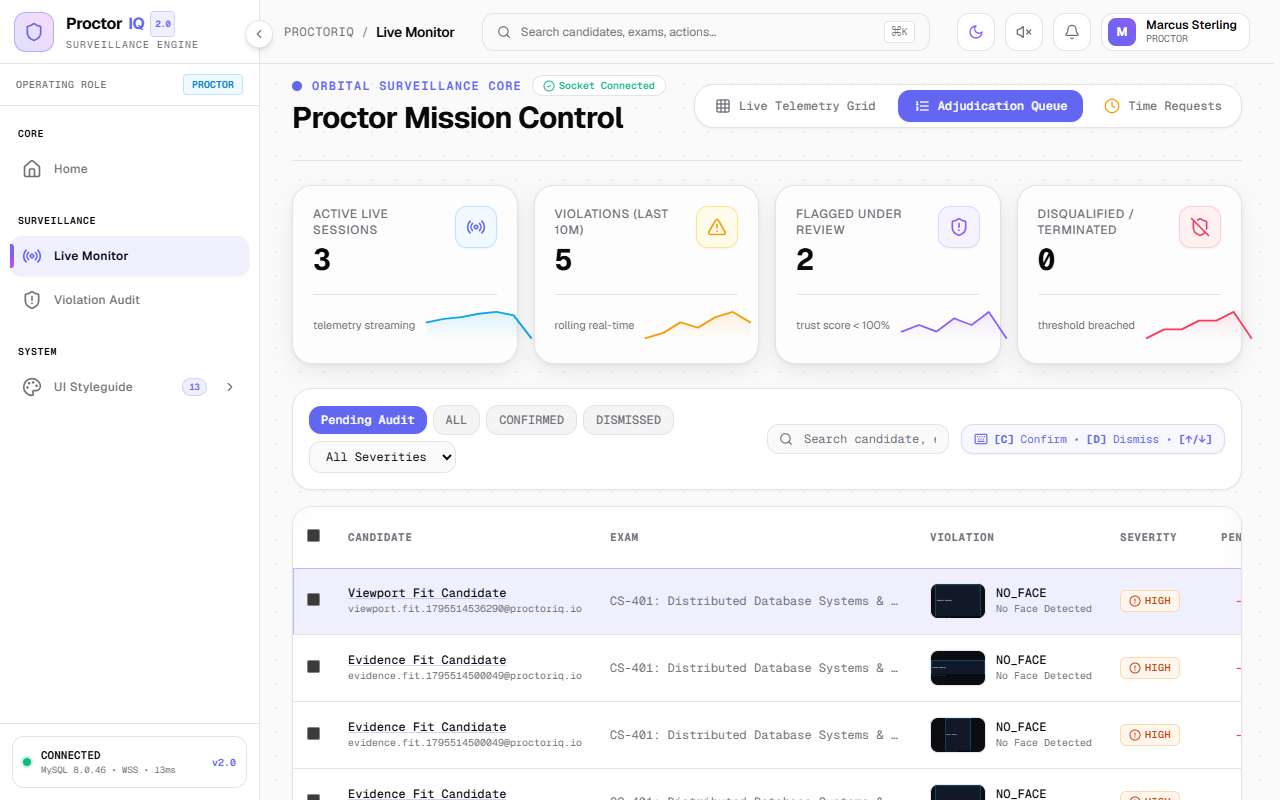 Proctor IQ 2.0
SURVEILLANCE ENGINE
OPERATING ROLE
PROCTOR
CORE
Home
SURVEILLANCE
Live Monitor
Violation Audit
SYSTEM
UI Styleguide
13
CONNECTED
MySQL 8.0.46 • WSS • 13ms
v2.0
PROCTORIQ / Live Monitor
Search candidates, exams, actions…
⌘K
M
Marcus Sterling
PROCTOR
ORBITAL SURVEILLANCE CORE
Socket Connected
Proctor Mission Control
Live Telemetry Grid
Adjudication Queue
Time Requests
ACTIVE LIVE
SESSIONS
3
telemetry streaming
VIOLATIONS (LAST
10M)
5
rolling real-time
FLAGGED UNDER
REVIEW
2
trust score < 100%
DISQUALIFIED /
TERMINATED
0
threshold breached
Pending Audit
ALL
CONFIRMED
DISMISSED
All Severities
Search candidate,
[C] Confirm • [D] Dismiss • [↑/↓]
CANDIDATE
EXAM
VIOLATION
SEVERITY
PEN
Viewport Fit Candidate
viewport.fit.1795514536290@proctoriq.io
CS-401: Distributed Database Systems & …
NO_FACE
No Face Detected
HIGH
Evidence Fit Candidate
evidence.fit.1795514500049@proctoriq.io
CS-401: Distributed Database Systems & …
NO_FACE
No Face Detected
HIGH
Evidence Fit Candidate
evidence.fit.1795514500049@proctoriq.io
CS-401: Distributed Database Systems & …
NO_FACE
No Face Detected
HIGH
Evidence Fit Candidate
CS-401: Distributed Database Systems & …
NO_FACE
HIGH